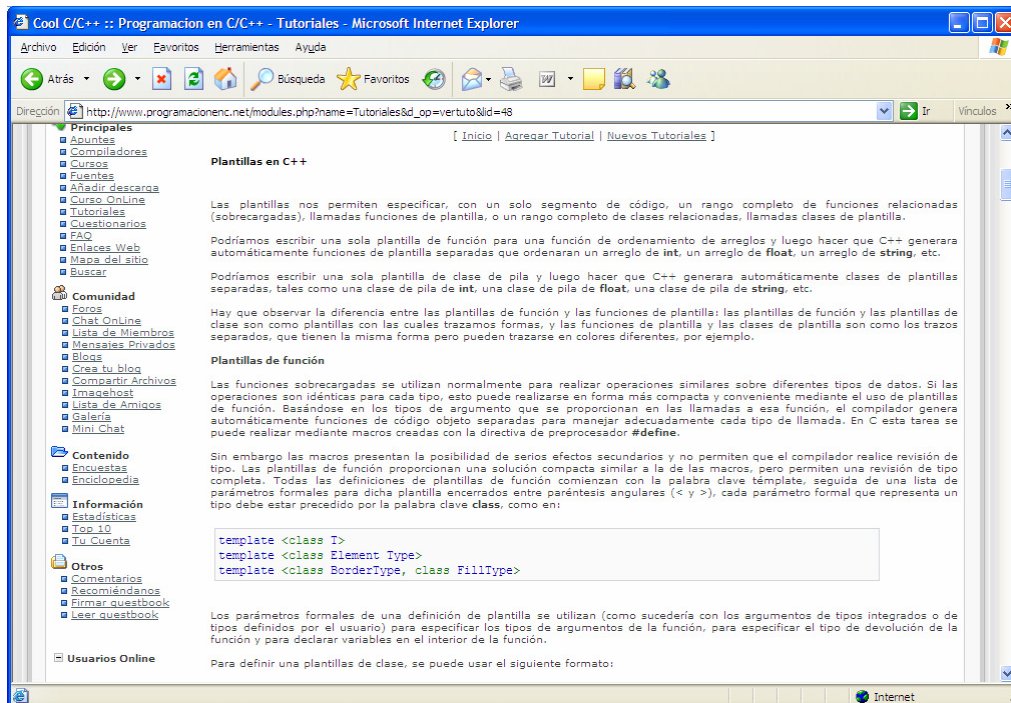 Cool C/C++ :: Programacion en C/C++ - Tutoriales - Microsoft Internet Explorer
Archivo Edición Ver Favoritos Herramientas Ayuda
Atrás Búsqueda Favoritos
Dirección http://www.programacionenc.net/modules.php?name=Tutoriales&d_op=vertuto&lid=48 Ir Vínculos »
Principales
Apuntes
Compiladores
Cursos
Fuentes
Añadir descarga
Curso OnLine
Tutoriales
Cuestionarios
FAQ
Enlaces Web
Mapa del sitio
Buscar
Comunidad
Foros
Chat OnLine
Lista de Miembros
Mensajes Privados
Blogs
Crea tu blog
Compartir Archivos
Imagehost
Lista de Amigos
Galería
Mini Chat
Contenido
Encuestas
Enciclopedia
Información
Estadísticas
Top 10
Tu Cuenta
Otros
Comentarios
Recomiéndanos
Firmar guestbook
Leer guestbook
Usuarios Online
[ Inicio | Agregar Tutorial | Nuevos Tutoriales ]
Plantillas en C++
Las plantillas nos permiten especificar, con un solo segmento de código, un rango completo de funciones relacionadas
(sobrecargadas), llamadas funciones de plantilla, o un rango completo de clases relacionadas, llamadas clases de plantilla.
Podríamos escribir una sola plantilla de función para una función de ordenamiento de arreglos y luego hacer que C++ generara
automáticamente funciones de plantilla separadas que ordenaran un arreglo de int, un arreglo de float, un arreglo de string, etc.
Podríamos escribir una sola plantilla de clase de pila y luego hacer que C++ generara automáticamente clases de plantillas
separadas, tales como una clase de pila de int, una clase de pila de float, una clase de pila de string, etc.
Hay que observar la diferencia entre las plantillas de función y las funciones de plantilla: las plantillas de función y las plantillas de
clase son como plantillas con las cuales trazamos formas, y las funciones de plantilla y las clases de plantilla son como los trazos
separados, que tienen la misma forma pero pueden trazarse en colores diferentes, por ejemplo.
Plantillas de función
Las funciones sobrecargadas se utilizan normalmente para realizar operaciones similares sobre diferentes tipos de datos. Si las
operaciones son idénticas para cada tipo, esto puede realizarse en forma más compacta y conveniente mediante el uso de plantillas
de función. Basándose en los tipos de argumento que se proporcionan en las llamadas a esa función, el compilador genera
automáticamente funciones de código objeto separadas para manejar adecuadamente cada tipo de llamada. En C esta tarea se
puede realizar mediante macros creadas con la directiva de preprocesador #define.
Sin embargo las macros presentan la posibilidad de serios efectos secundarios y no permiten que el compilador realice revisión de
tipo. Las plantillas de función proporcionan una solución compacta similar a la de las macros, pero permiten una revisión de tipo
completa. Todas las definiciones de plantillas de función comienzan con la palabra clave témplate, seguida de una lista de
parámetros formales para dicha plantilla encerrados entre paréntesis angulares (< y >), cada parámetro formal que representa un
tipo debe estar precedido por la palabra clave class, como en:
template <class T>
template <class Element Type>
template <class BorderType, class FillType>
Los parámetros formales de una definición de plantilla se utilizan (como sucedería con los argumentos de tipos integrados o de
tipos definidos por el usuario) para especificar los tipos de argumentos de la función, para especificar el tipo de devolución de la
función y para declarar variables en el interior de la función.
Para definir una plantillas de clase, se puede usar el siguiente formato:
Internet